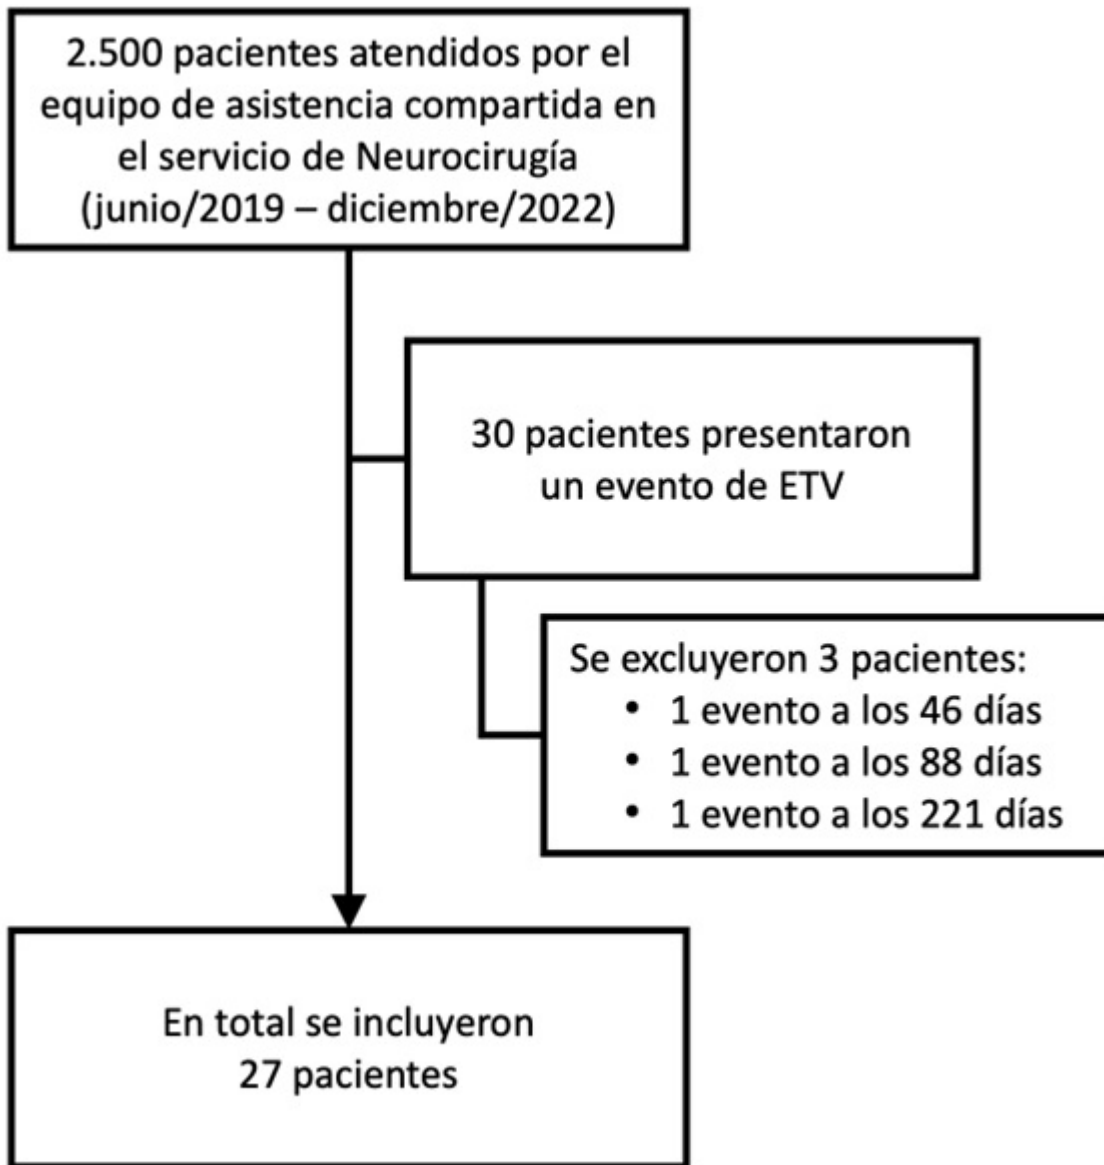 2.500 pacientes atendidos por el
equipo de asistencia compartida en
el servicio de Neurocirugía
(junio/2019 – diciembre/2022)
30 pacientes presentaron
un evento de ETV
Se excluyeron 3 pacientes:
• 1 evento a los 46 días
• 1 evento a los 88 días
• 1 evento a los 221 días
En total se incluyeron
27 pacientes